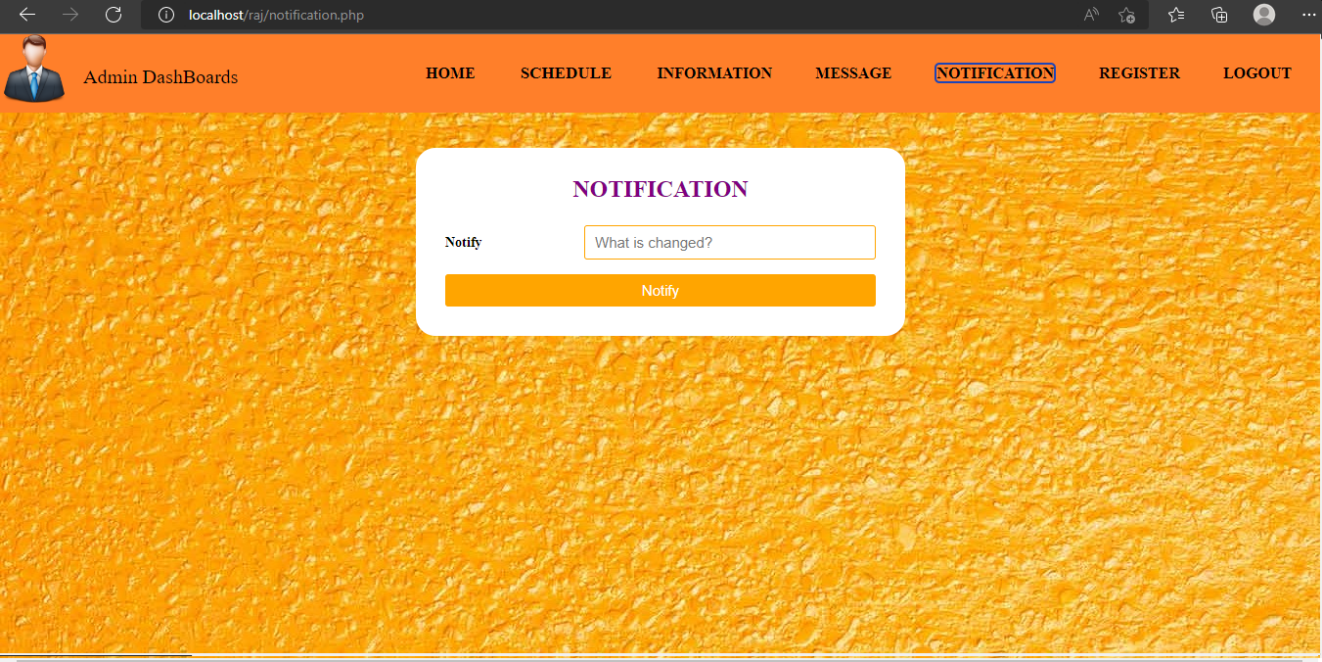 localhost/raj/notification.php
Admin DashBoards
HOME SCHEDULE INFORMATION MESSAGE NOTIFICATION REGISTER LOGOUT
NOTIFICATION
Notify What is changed?
Notify